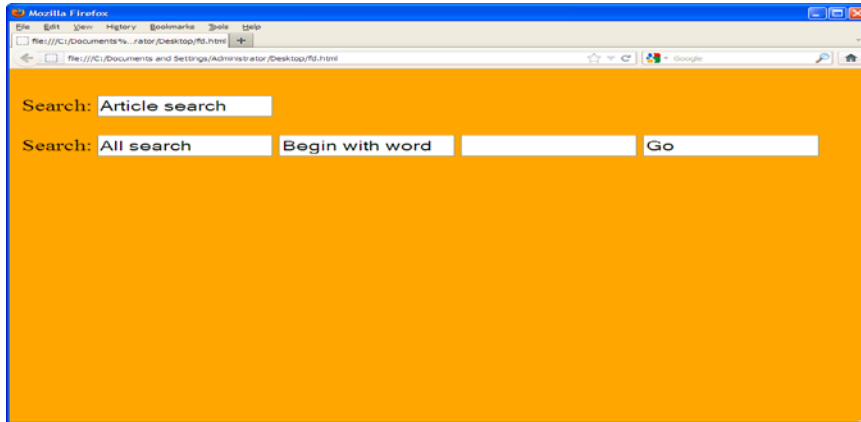 Mozilla Firefox
File Edit View History Bookmarks Tools Help
file:///C:/Documents%...rator/Desktop/fd.html +
file:///C:/Documents and Settings/Administrator/Desktop/fd.html Google
Search: Article search
Search: All search Begin with word Go